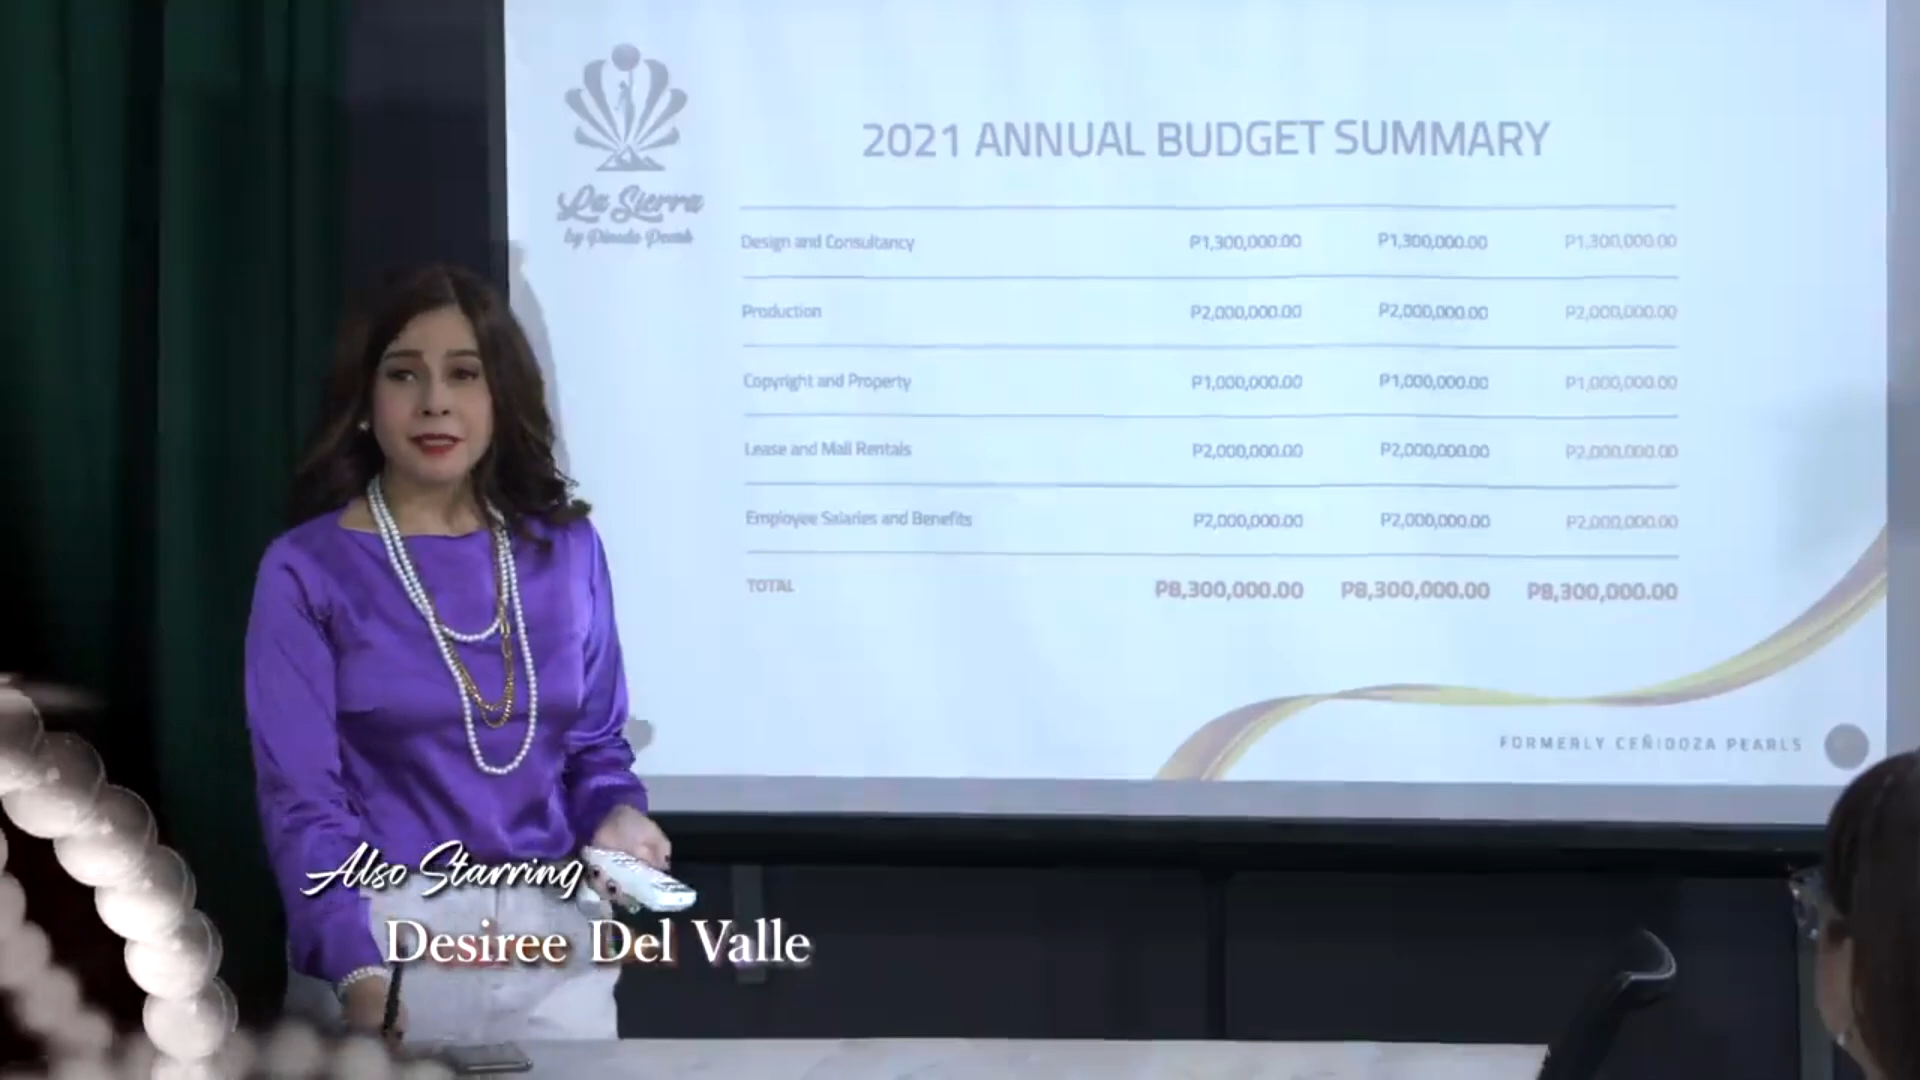 La Sierra
by Pineda Pearls
2021 ANNUAL BUDGET SUMMARY
Design and Consultancy P1,300,000.00 P1,300,000.00 P1,300,000.00
Production P2,000,000.00 P2,000,000.00 P2,000,000.00
Copyright and Property P1,000,000.00 P1,000,000.00 P1,000,000.00
Lease and Mall Rentals P2,000,000.00 P2,000,000.00 P2,000,000.00
Employee Salaries and Benefits P2,000,000.00 P2,000,000.00 P2,000,000.00
TOTAL P8,300,000.00 P8,300,000.00 P8,300,000.00
FORMERLY CEÑIDOZA PEARLS
Also Starring
Desiree Del Valle